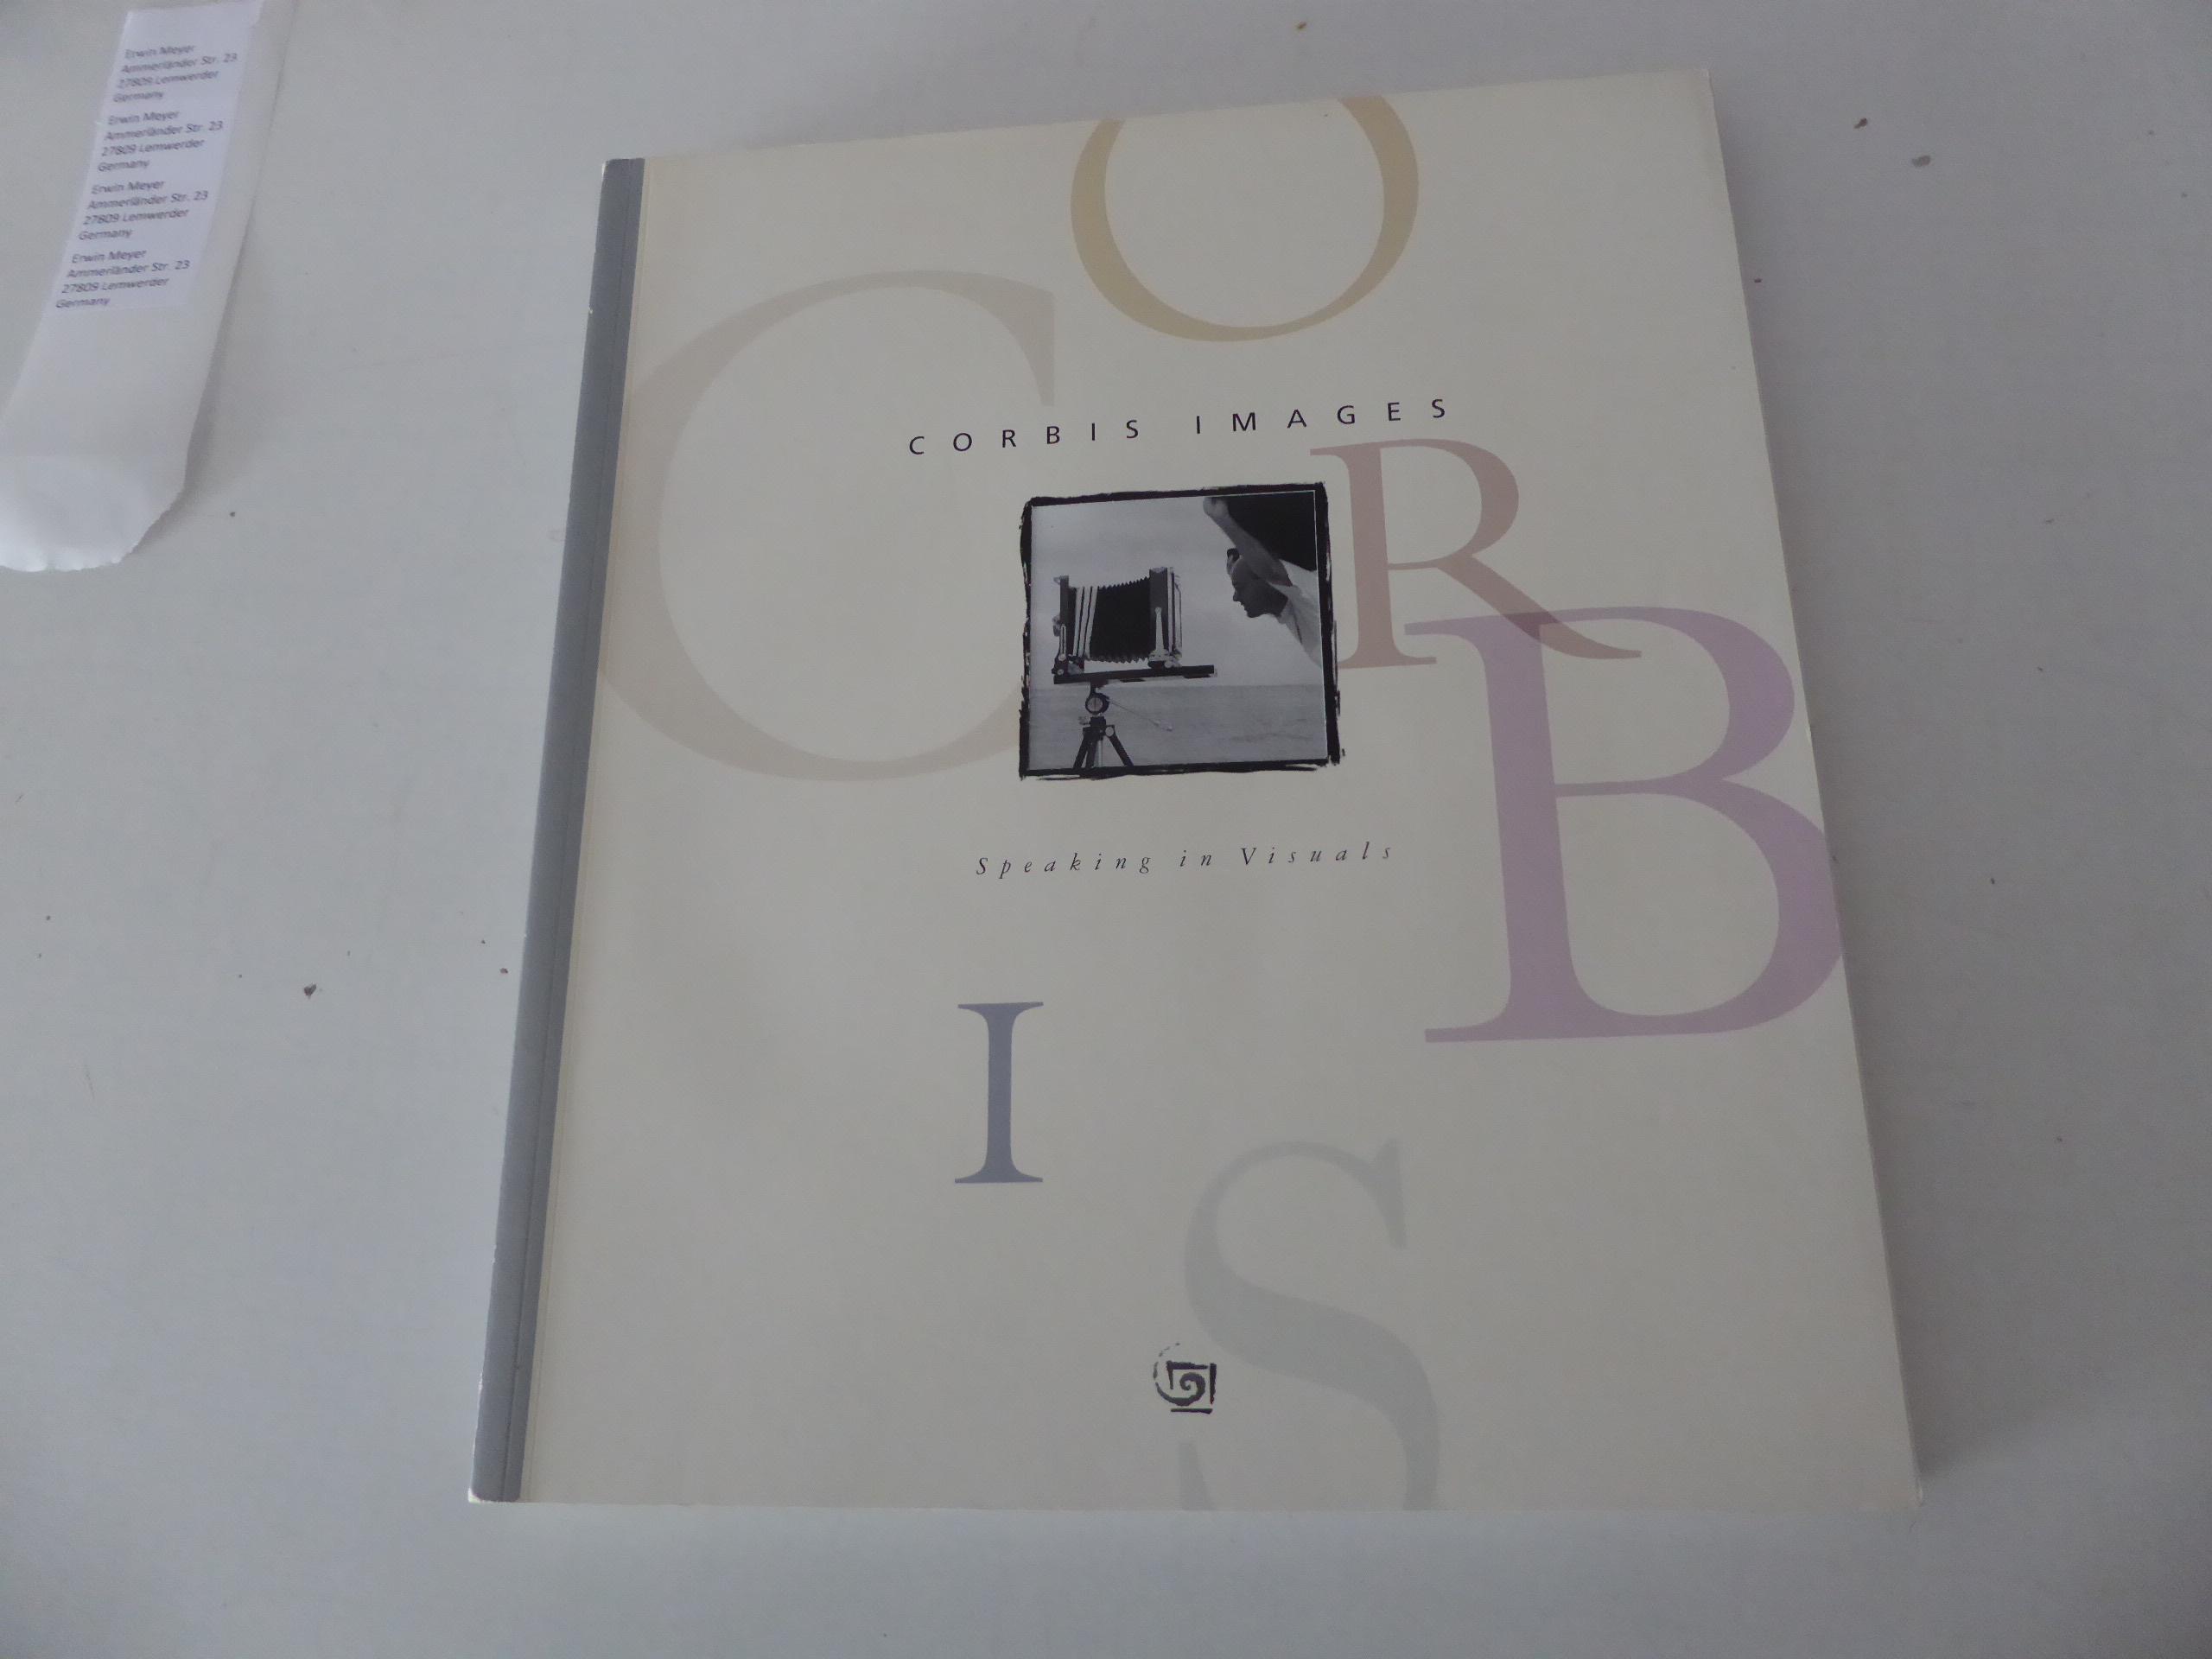 Erwin Meyer
Ammerländer Str. 23
27809 Lemwerder
Germany
Erwin Meyer
Ammerländer Str. 23
27809 Lemwerder
Germany
Erwin Meyer
Ammerländer Str. 23
27809 Lemwerder
Germany
Erwin Meyer
Ammerländer Str. 23
27809 Lemwerder
Germany
C
O
R
B
I
S
CORBIS IMAGES
Speaking in Visuals